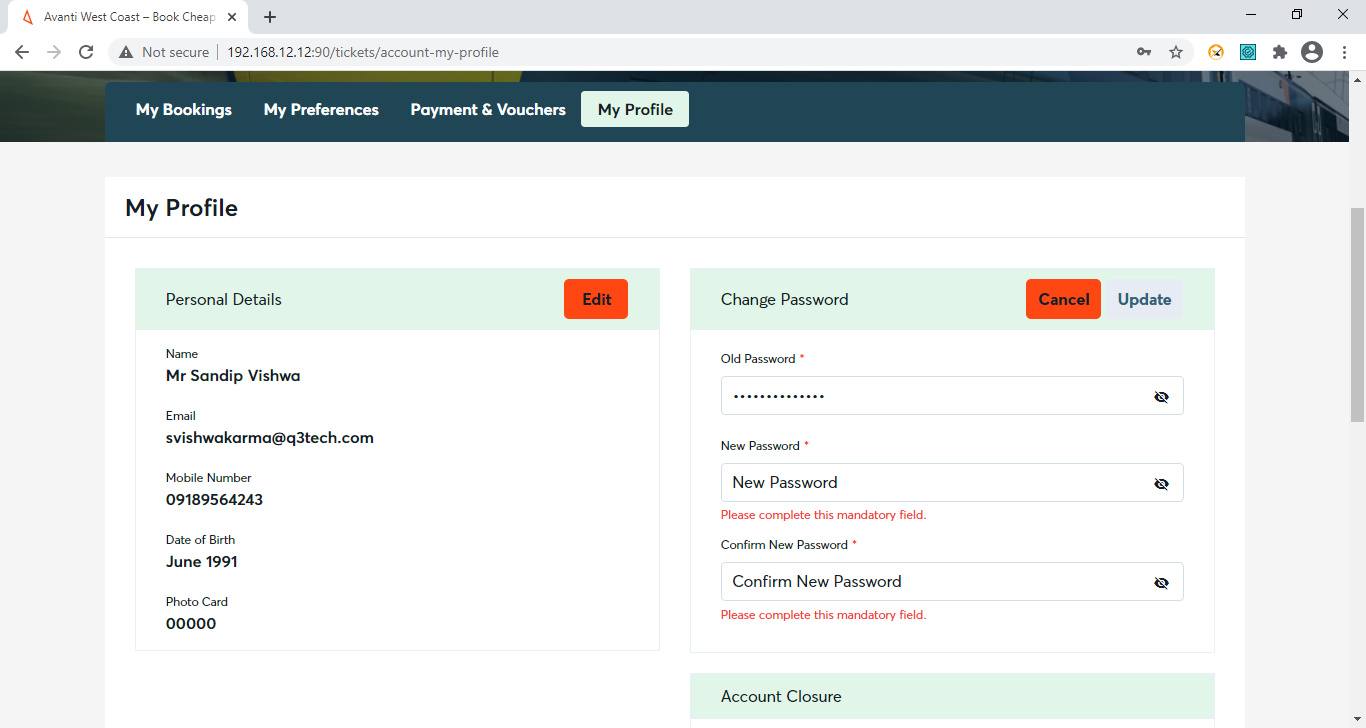 Avanti West Coast – Book Cheap
Not secure
192.168.12.12:90/tickets/account-my-profile
My Bookings
My Preferences
Payment & Vouchers
My Profile
My Profile
Personal Details
Edit
Name
Mr Sandip Vishwa
Email
svishwakarma@q3tech.com
Mobile Number
09189564243
Date of Birth
June 1991
Photo Card
00000
Change Password
Cancel
Update
Old Password *
••••••••••••••
New Password *
New Password
Please complete this mandatory field.
Confirm New Password *
Confirm New Password
Please complete this mandatory field.
Account Closure